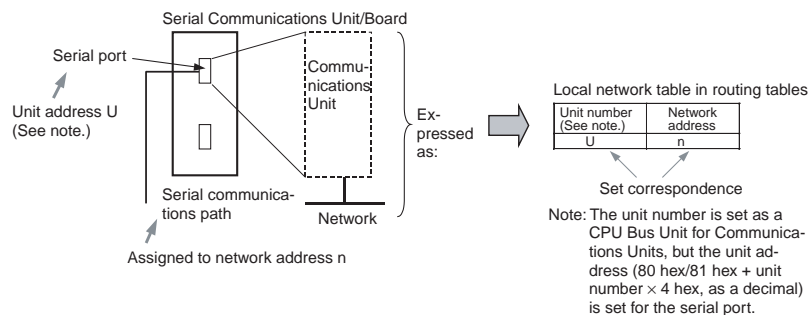 Serial Communications Unit/Board
Serial port
Commu-
nications
Unit
Unit address U
(See note.)
Ex-
pressed
as:
Serial communica-
tions path
Network
Assigned to network address n
Local network table in routing tables
Unit number
(See note.)
Network
address
U
n
Set correspondence
Note: The unit number is set as a
CPU Bus Unit for Communica-
tions Units, but the unit ad-
dress (80 hex/81 hex + unit
number × 4 hex, as a decimal)
is set for the serial port.